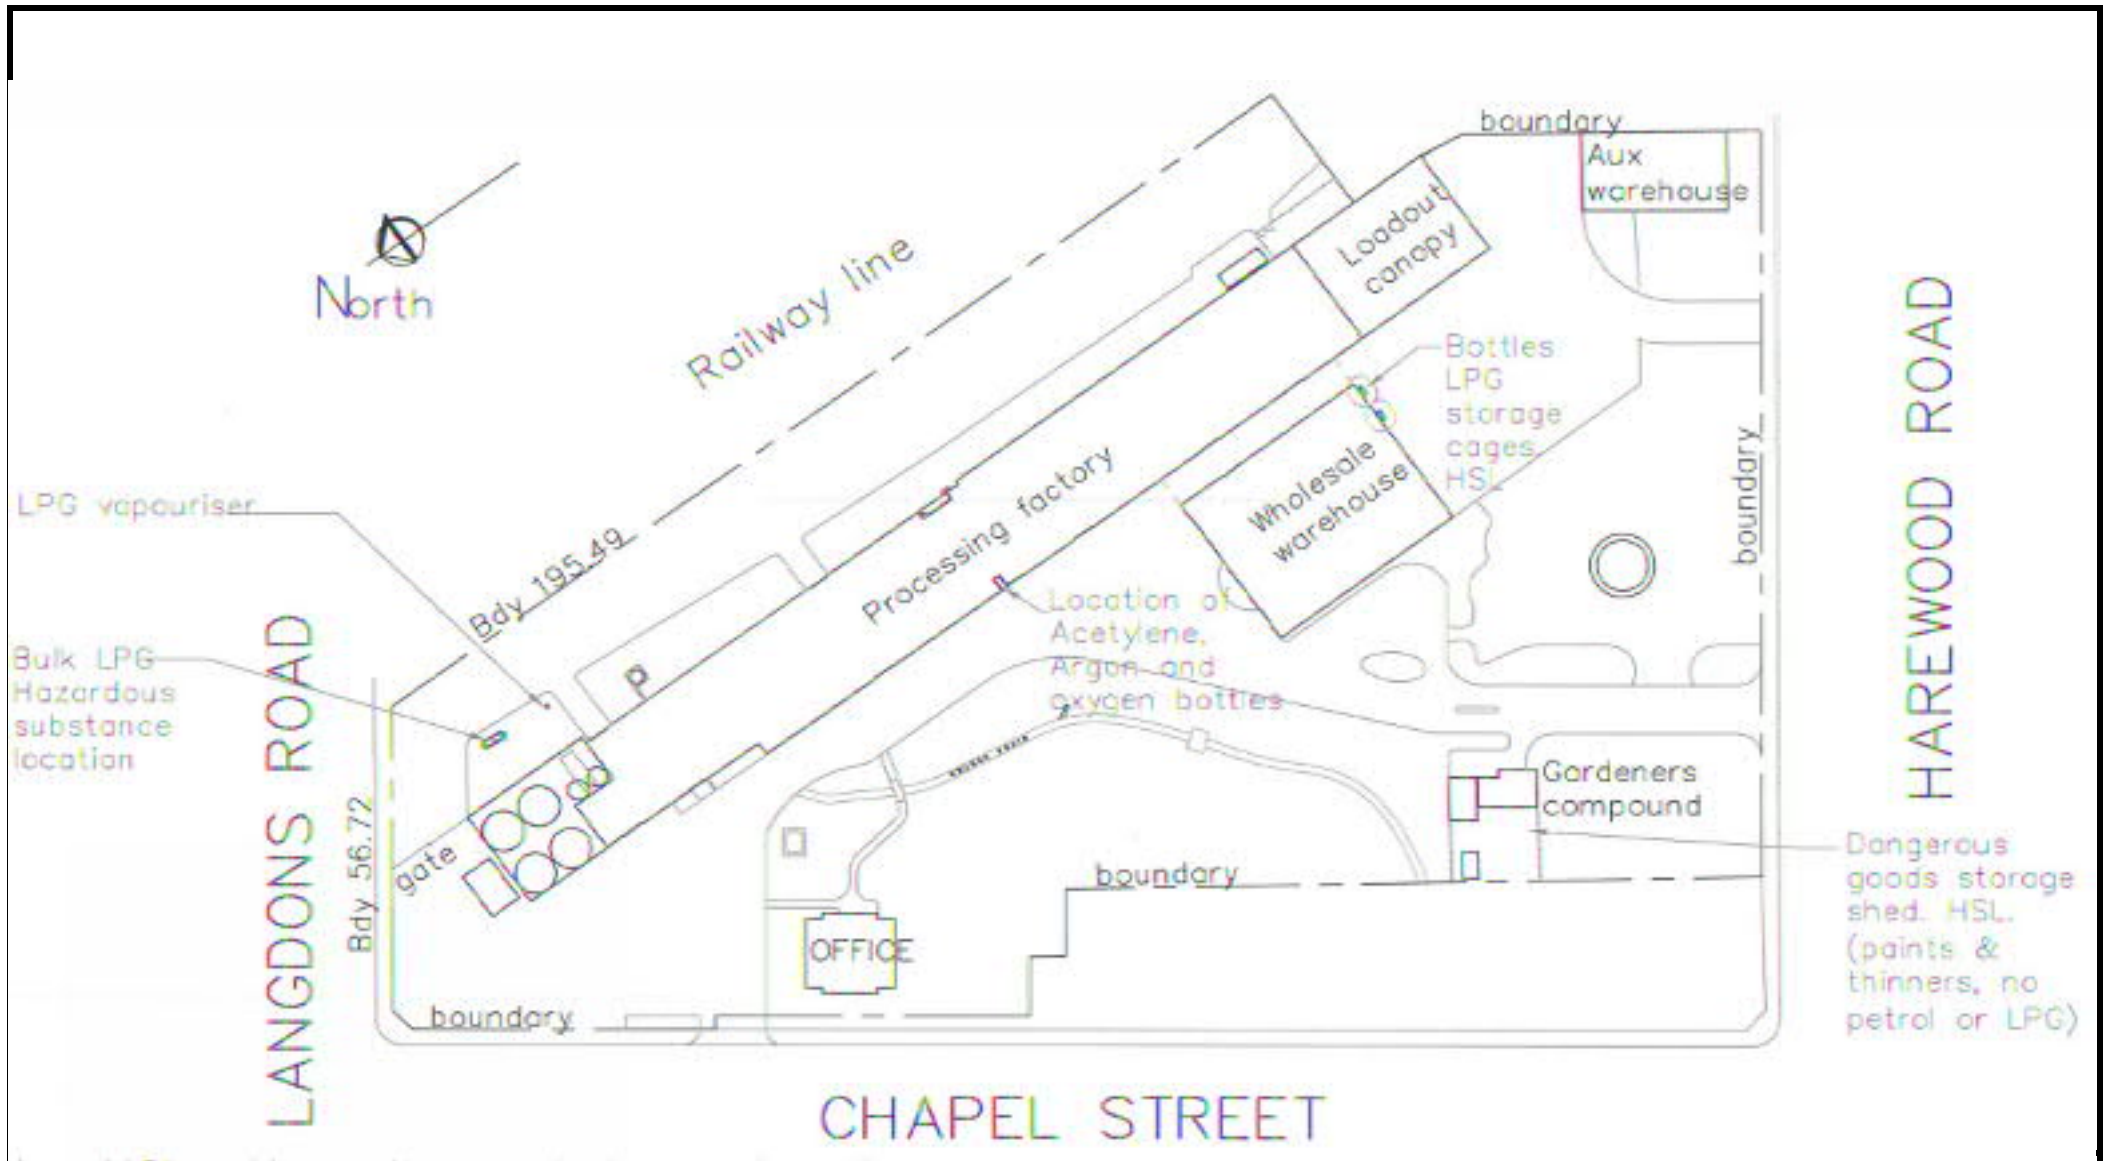 boundary
Aux
warehouse
Loadout
canopy
North
Railway line
Bottles
LPG
storage
cages
HSL
HAREWOOD ROAD
boundary
Wholesale
warehouse
Processing factory
LPG vapouriser
Bdy 195.49
Location of
Acetylene,
Argon and
oxygen bottles
Bulk LPG
Hazardous
substance
location
LANGDONS ROAD
P
Bdy 56.72
gate
Gardeners
compound
boundary
Dangerous
goods storage
shed. HSL.
(paints &
thinners, no
petrol or LPG)
OFFICE
boundary
CHAPEL STREET